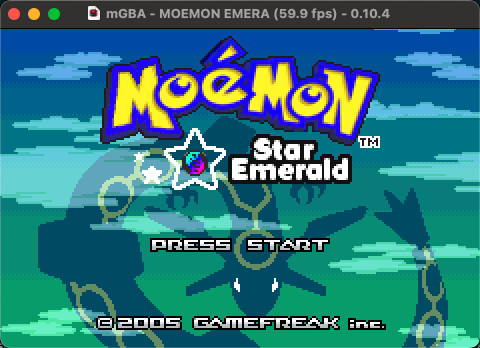 mGBA - MOEMON EMERA (59.9 fps) - 0.10.4
MOéMON
TM
Star
Emerald
PRESS START
©2005 GAMEFREAK inc.